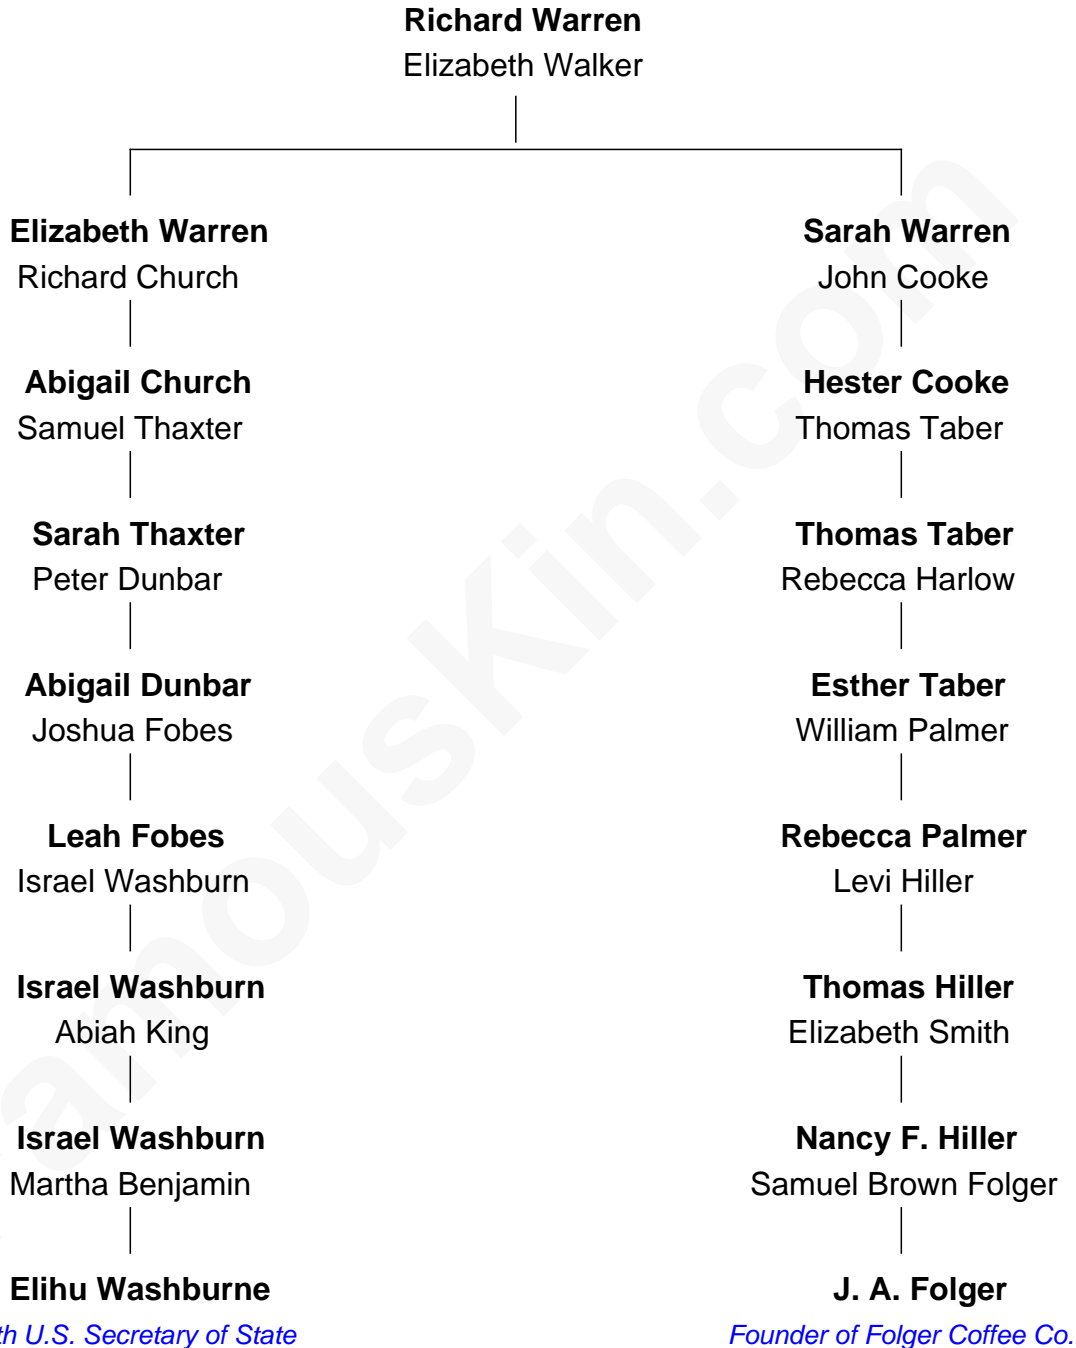 Richard Warren
Elizabeth Walker
Elizabeth Warren
Richard Church
Sarah Warren
John Cooke
Abigail Church
Samuel Thaxter
Hester Cooke
Thomas Taber
Sarah Thaxter
Peter Dunbar
Thomas Taber
Rebecca Harlow
Abigail Dunbar
Joshua Fobes
Esther Taber
William Palmer
Leah Fobes
Israel Washburn
Rebecca Palmer
Levi Hiller
Israel Washburn
Abiah King
Thomas Hiller
Elizabeth Smith
Israel Washburn
Martha Benjamin
Nancy F. Hiller
Samuel Brown Folger
Elihu Washburne
th U.S. Secretary of State
J. A. Folger
Founder of Folger Coffee Co.
amousKin.com